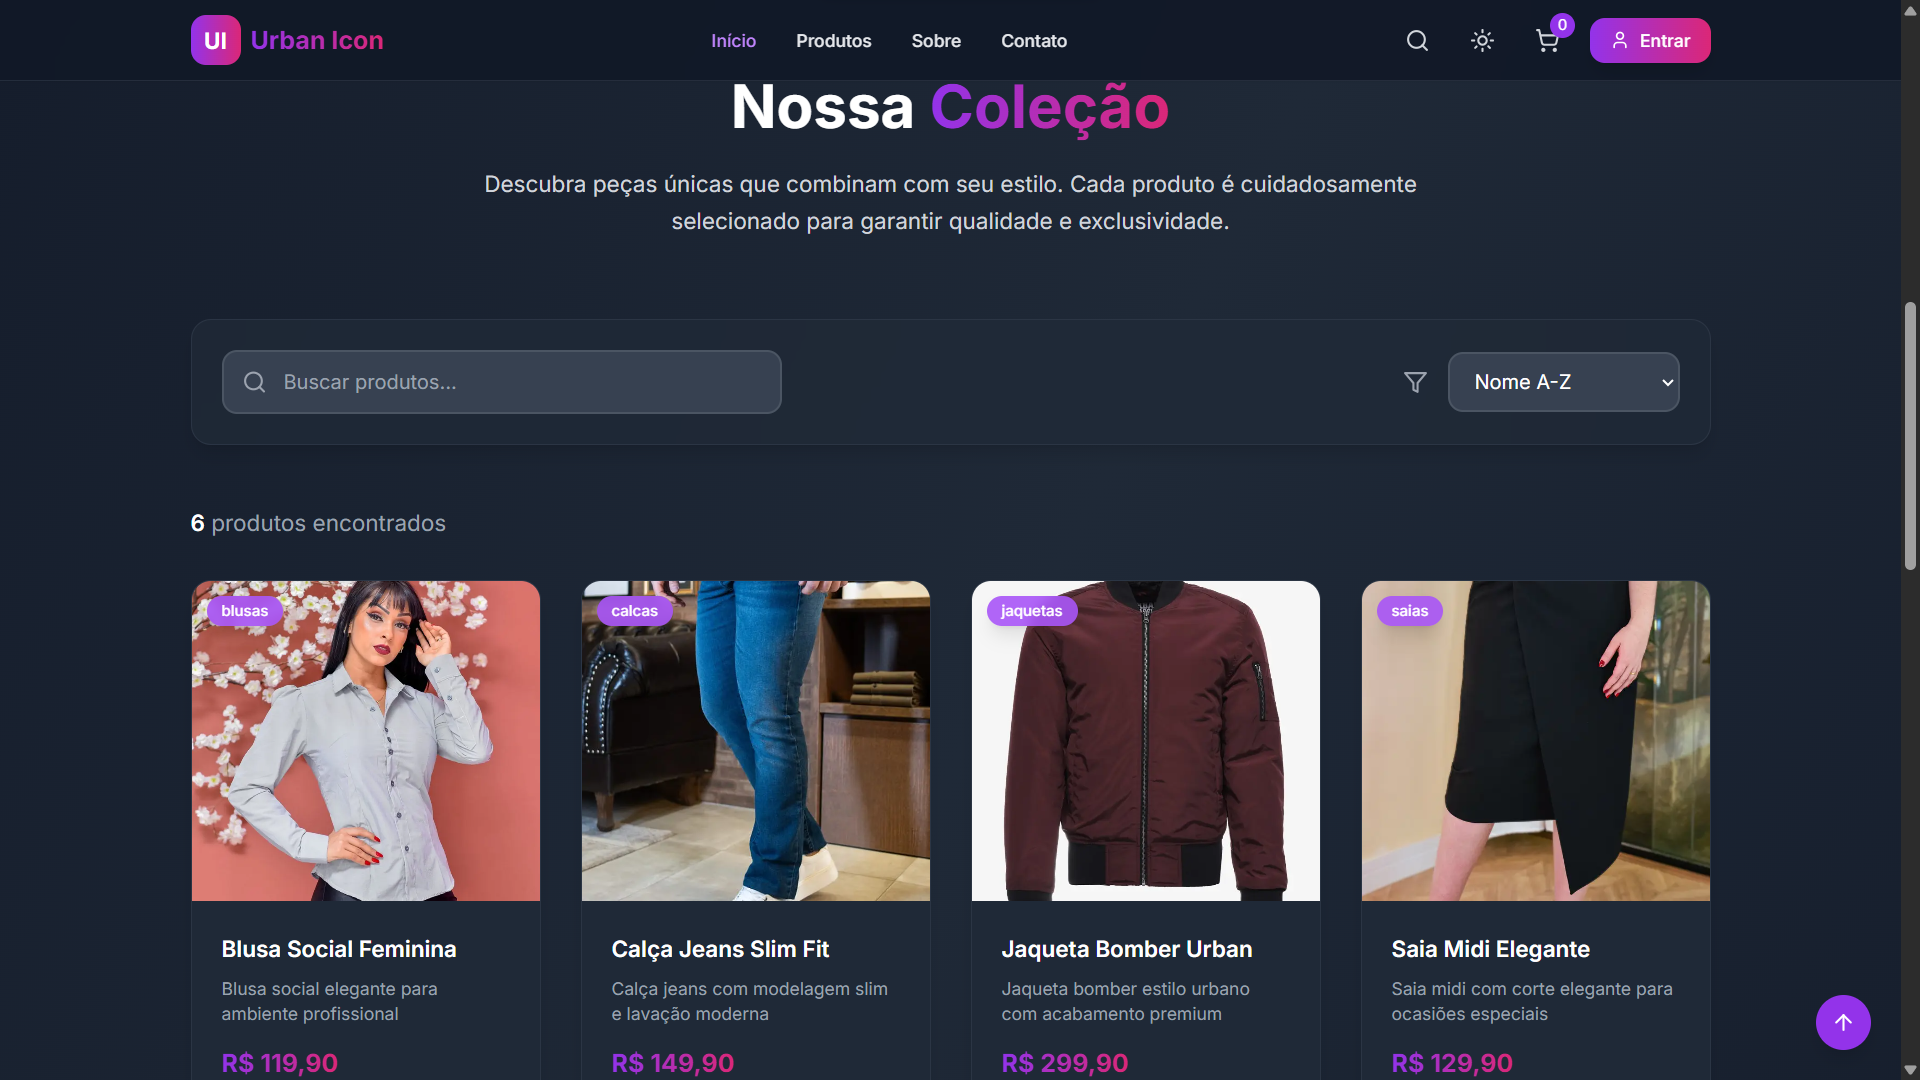 UI Urban Icon
Início Produtos Sobre Contato
0
Entrar
Nossa Coleção
Descubra peças únicas que combinam com seu estilo. Cada produto é cuidadosamente
selecionado para garantir qualidade e exclusividade.
Buscar produtos...
Nome A-Z
6 produtos encontrados
blusas
calcas
jaquetas
saias
Blusa Social Feminina
Blusa social elegante para
ambiente profissional
R$ 119,90
Calça Jeans Slim Fit
Calça jeans com modelagem slim
e lavação moderna
R$ 149,90
Jaqueta Bomber Urban
Jaqueta bomber estilo urbano
com acabamento premium
R$ 299,90
Saia Midi Elegante
Saia midi com corte elegante para
ocasiões especiais
R$ 129,90